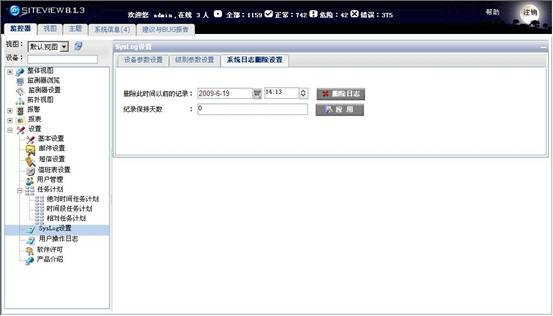 SITEVIEW 8.1.3
欢迎您 admin,在线 3 人 全部:1159 正常:742 危险:42 错误:375
帮助 注销
监控器 视图 主题 系统信息(4) 建议与BUG报告
视图: 默认视图
设备:
整体视图
监测器浏览
监测器设置
拓扑视图
报警
报表
设置
基本设置
邮件设置
短信设置
值班表设置
用户管理
任务计划
绝对时间任务计划
时间段任务计划
相对任务计划
SysLog设置
用户操作日志
软件许可
产品介绍
SysLog设置
设备参数设置 级别参数设置 系统日志删除设置
删除此时间以前的记录: 2009-6-19 14:13 删除日志
纪录保持天数 : 0 应 用